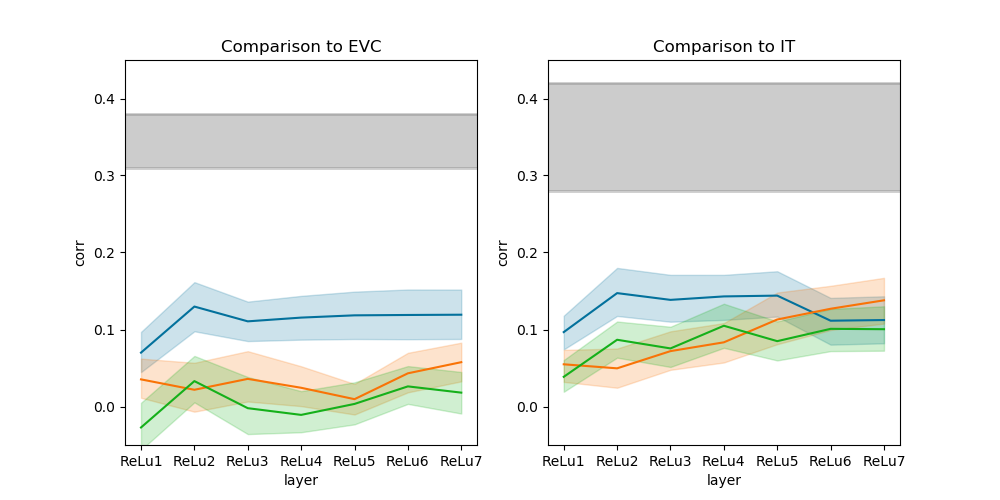 Comparison to EVC
0.4
0.3
0.2
0.1
0.0
corr
ReLu1 ReLu2 ReLu3 ReLu4 ReLu5 ReLu6 ReLu7
layer
Comparison to IT
0.4
0.3
0.2
0.1
0.0
corr
ReLu1 ReLu2 ReLu3 ReLu4 ReLu5 ReLu6 ReLu7
layer